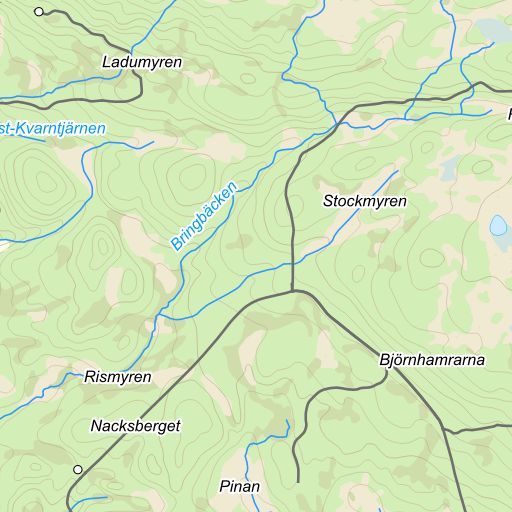 Ladumyren
st-Kvarntjärnen
Bringbäcken
Stockmyren
Björnhamrarna
Rismyren
Nacksberget
Pinan